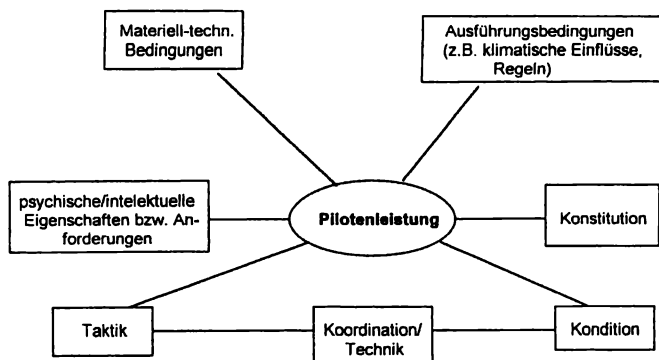 Materiell-techn.
Bedingungen
Ausführungsbedingungen
(z.B. klimatische Einflüsse,
Regeln)
psychische/intelektuelle
Eigenschaften bzw. An-
forderungen
Pilotenleistung
Konstitution
Taktik
Koordination/
Technik
Kondition